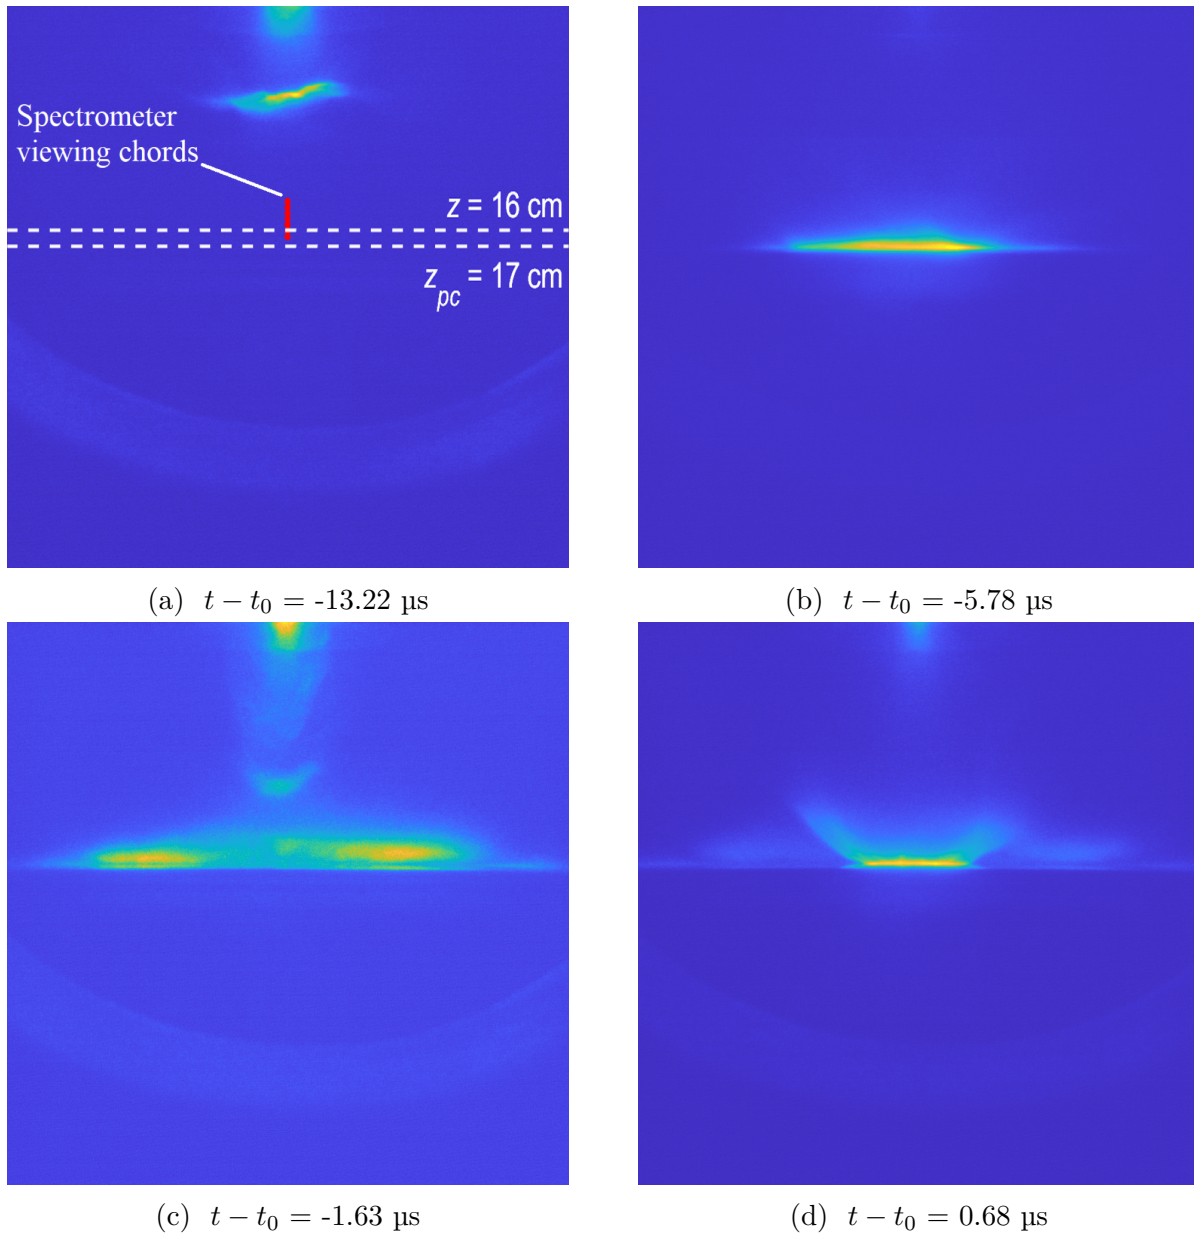 Spectrometer
viewing chords
z = 16 cm
z_pc = 17 cm
(a) t − t₀ = -13.22 µs
(b) t − t₀ = -5.78 µs
(c) t − t₀ = -1.63 µs
(d) t − t₀ = 0.68 µs